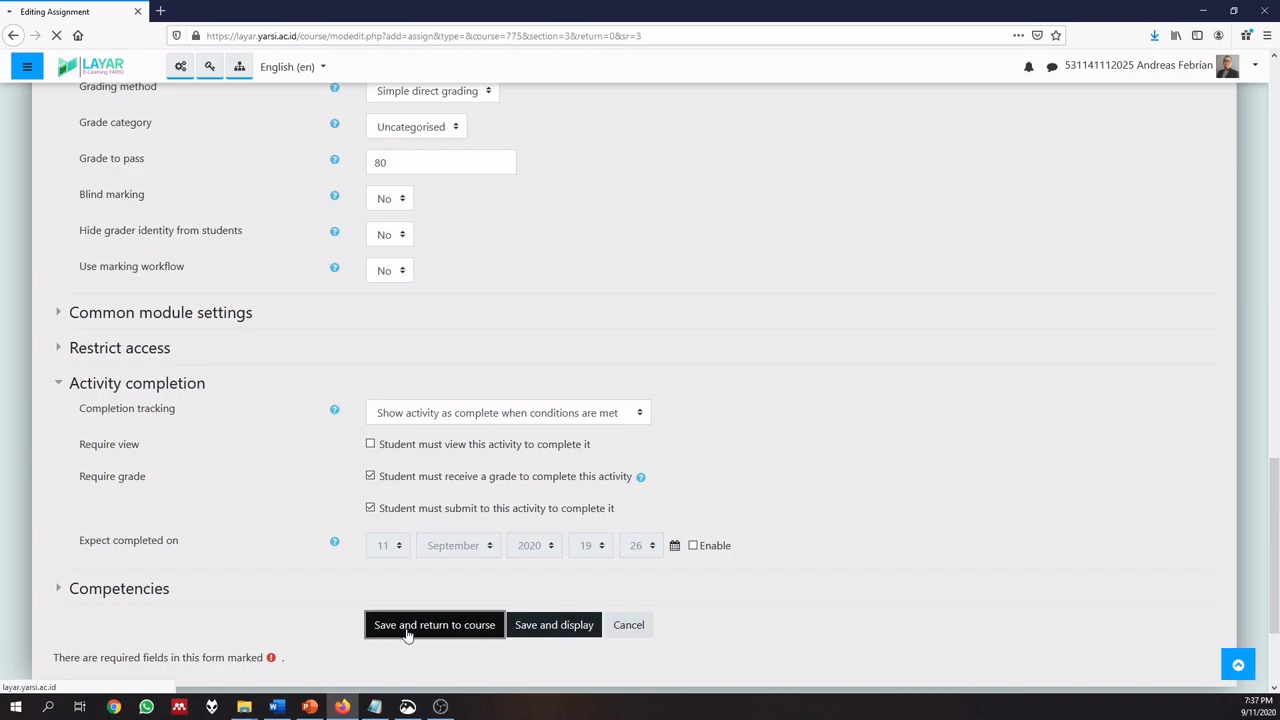 Editing Assignment
https://layar.yarsi.ac.id/course/modedit.php?add=assign&type=&course=775&section=3&return=0&sr=3
LAYAR
E-Learning YARSI
English (en)
531141112025 Andreas Febrian
Grading method
Simple direct grading
Grade category
Uncategorised
Grade to pass
80
Blind marking
No
Hide grader identity from students
No
Use marking workflow
No
Common module settings
Restrict access
Activity completion
Completion tracking
Show activity as complete when conditions are met
Require view
Student must view this activity to complete it
Require grade
Student must receive a grade to complete this activity
Student must submit to this activity to complete it
Expect completed on
11 September 2020 19 26 Enable
Competencies
Save and return to course Save and display Cancel
There are required fields in this form marked .
layar.yarsi.ac.id
7:37 PM
9/11/2020